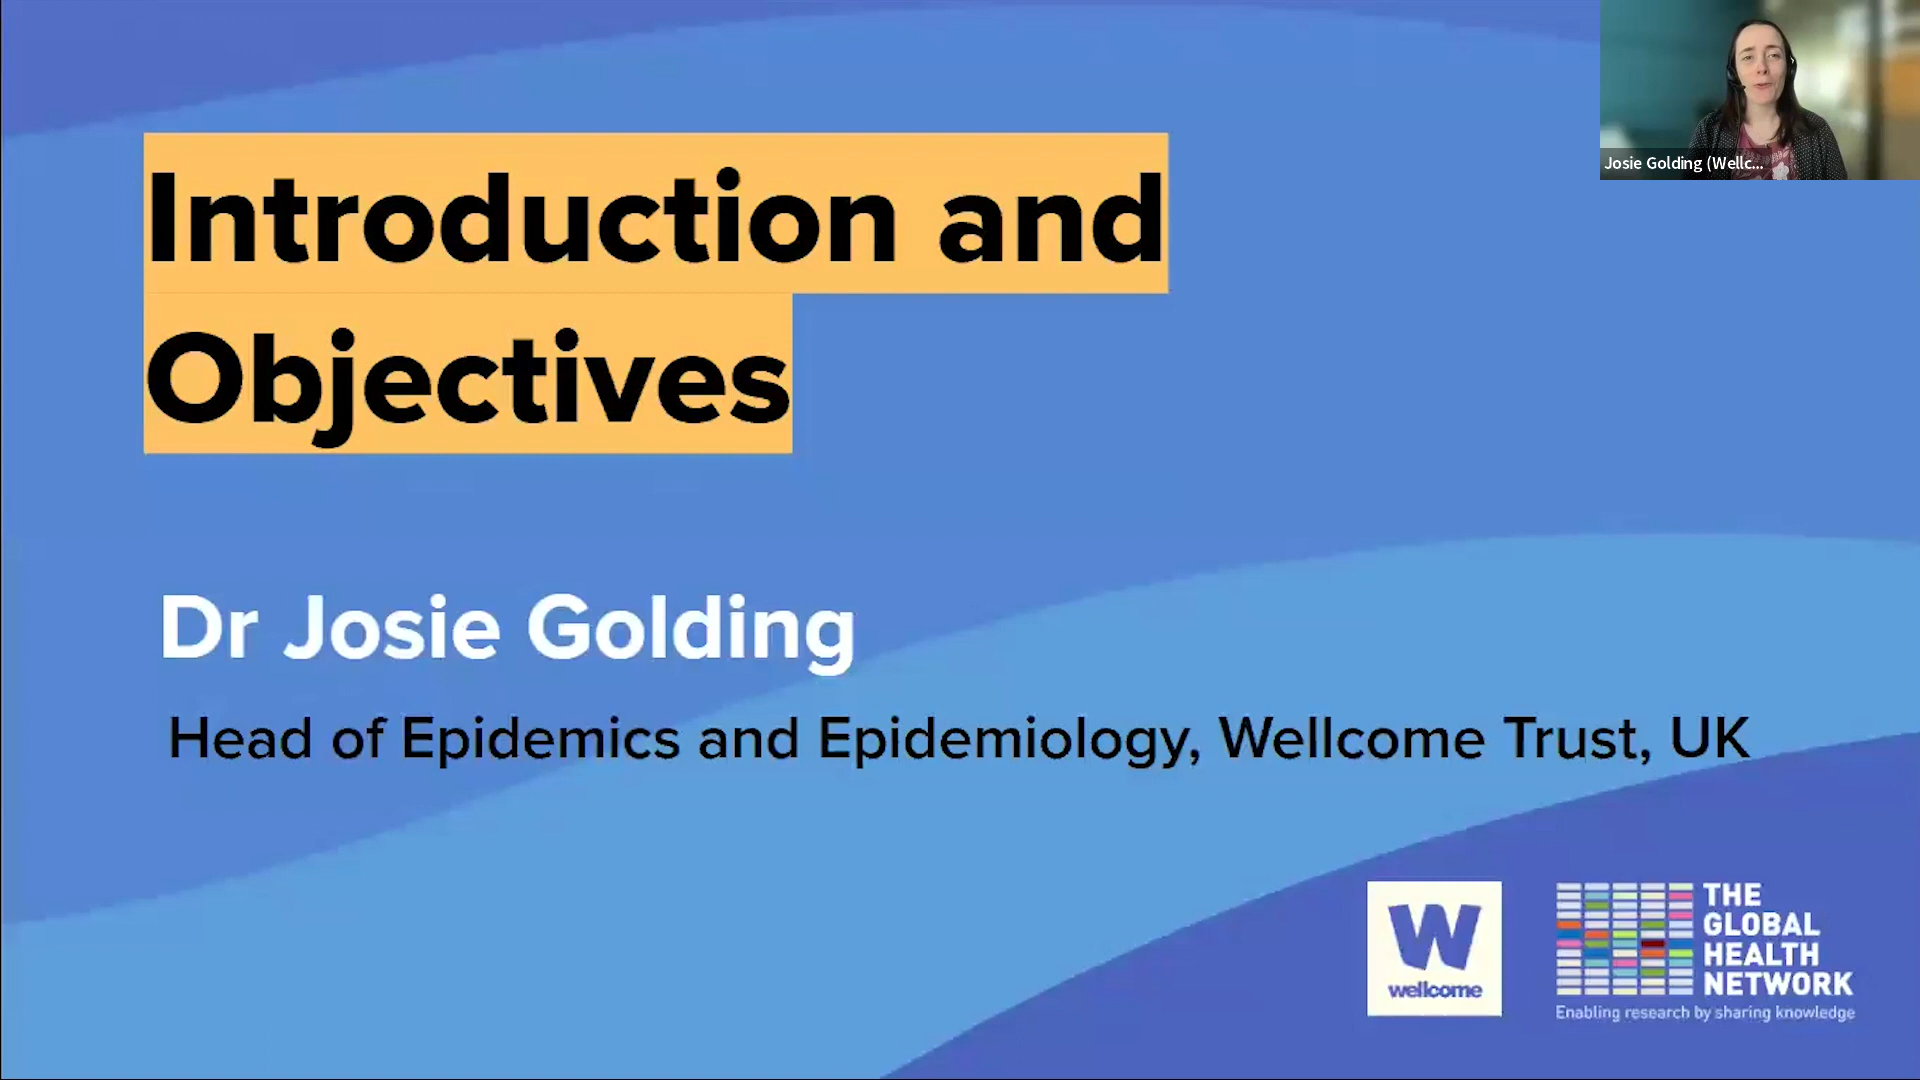 Introduction and
Objectives
Dr Josie Golding
Head of Epidemics and Epidemiology, Wellcome Trust, UK
Josie Golding (Wellc...
W
wellcome
THE
GLOBAL
HEALTH
NETWORK
Enabling research by sharing knowledge